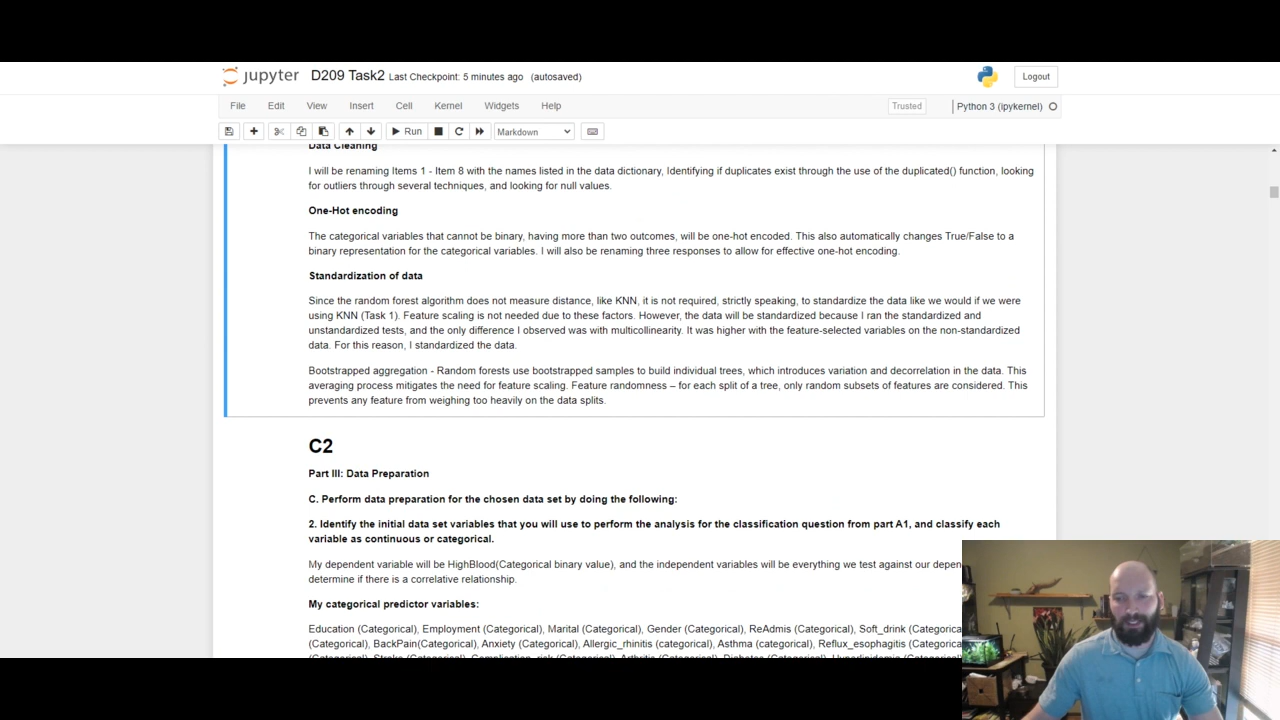 jupyter D209 Task2 Last Checkpoint: 5 minutes ago (autosaved) Logout
File Edit View Insert Cell Kernel Widgets Help Trusted Python 3 (ipykernel)
Run Markdown
Data Cleaning
I will be renaming Items 1 - Item 8 with the names listed in the data dictionary, Identifying if duplicates exist through the use of the duplicated() function, looking
for outliers through several techniques, and looking for null values.
One-Hot encoding
The categorical variables that cannot be binary, having more than two outcomes, will be one-hot encoded. This also automatically changes True/False to a
binary representation for the categorical variables. I will also be renaming three responses to allow for effective one-hot encoding.
Standardization of data
Since the random forest algorithm does not measure distance, like KNN, it is not required, strictly speaking, to standardize the data like we would if we were
using KNN (Task 1). Feature scaling is not needed due to these factors. However, the data will be standardized because I ran the standardized and
unstandardized tests, and the only difference I observed was with multicollinearity. It was higher with the feature-selected variables on the non-standardized
data. For this reason, I standardized the data.
Bootstrapped aggregation - Random forests use bootstrapped samples to build individual trees, which introduces variation and decorrelation in the data. This
averaging process mitigates the need for feature scaling. Feature randomness – for each split of a tree, only random subsets of features are considered. This
prevents any feature from weighing too heavily on the data splits.
C2
Part III: Data Preparation
C. Perform data preparation for the chosen data set by doing the following:
2. Identify the initial data set variables that you will use to perform the analysis for the classification question from part A1, and classify each
variable as continuous or categorical.
My dependent variable will be HighBlood(Categorical binary value), and the independent variables will be everything we test against our depen
determine if there is a correlative relationship.
My categorical predictor variables:
Education (Categorical), Employment (Categorical), Marital (Categorical), Gender (Categorical), ReAdmis (Categorical), Soft_drink (Categorica
(Categorical), BackPain(Categorical), Anxiety (Categorical), Allergic_rhinitis (categorical), Asthma (categorical), Reflux_esophagitis (Categorica